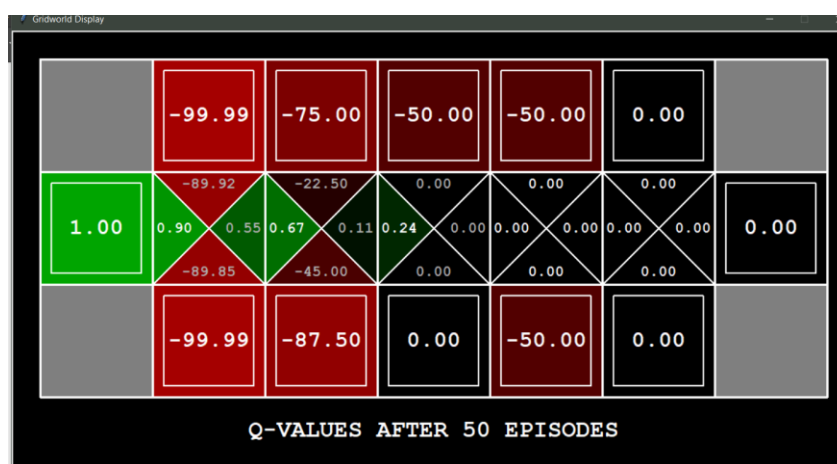 Gridworld Display
-99.99 -75.00 -50.00 -50.00 0.00
-89.92 -22.50 0.00 0.00 0.00
1.00 0.90 0.55 0.67 0.11 0.24 0.00 0.00 0.00 0.00 0.00 0.00
-89.85 -45.00 0.00 0.00 0.00
-99.99 -87.50 0.00 -50.00 0.00
Q-VALUES AFTER 50 EPISODES